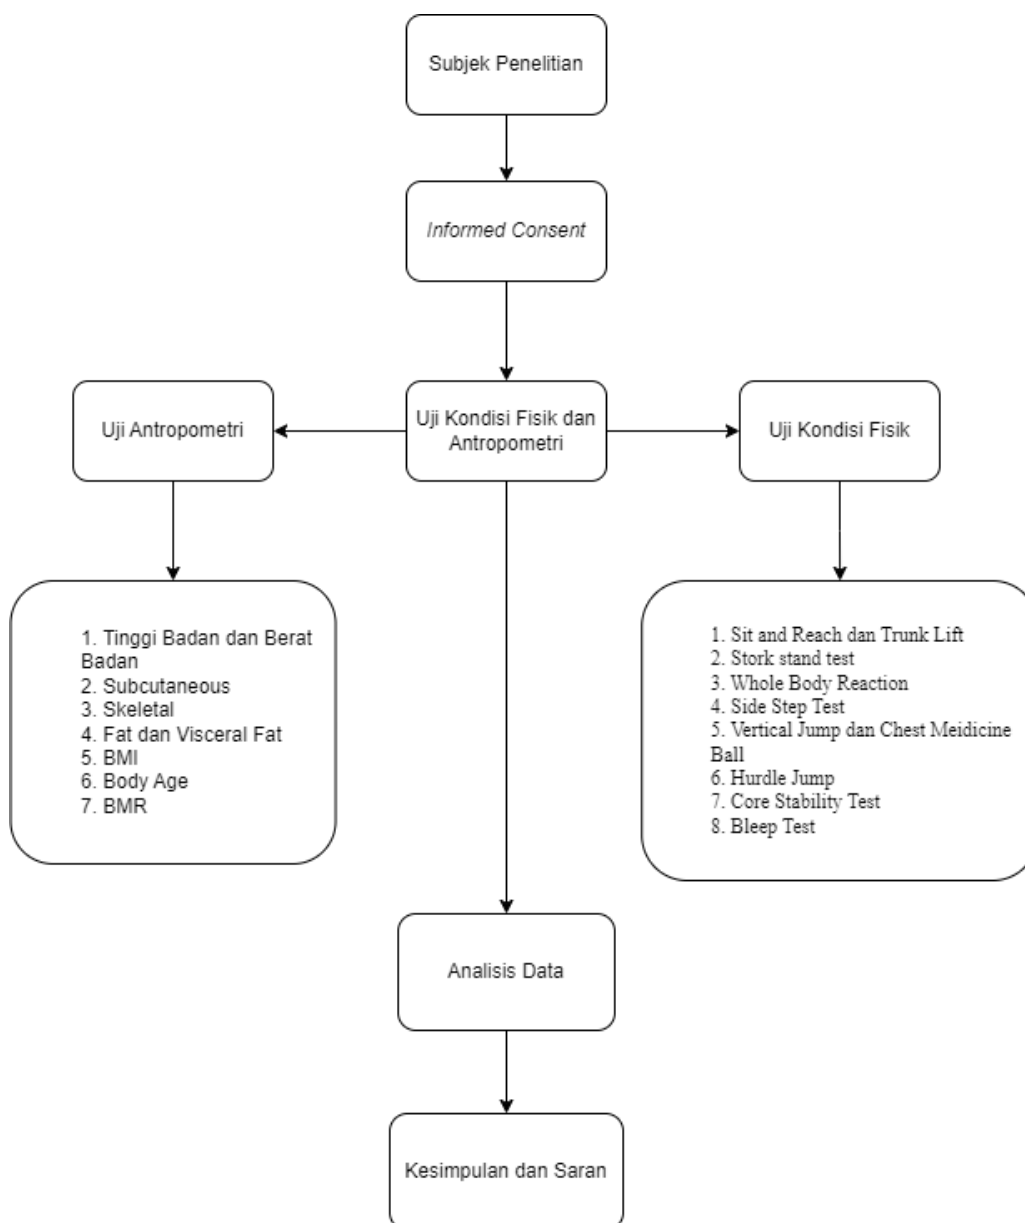 Subjek Penelitian
Informed Consent
Uji Antropometri
Uji Kondisi Fisik dan
Antropometri
Uji Kondisi Fisik
1. Tinggi Badan dan Berat
Badan
2. Subcutaneous
3. Skeletal
4. Fat dan Visceral Fat
5. BMI
6. Body Age
7. BMR
1. Sit and Reach dan Trunk Lift
2. Stork stand test
3. Whole Body Reaction
4. Side Step Test
5. Vertical Jump dan Chest Meidicine
Ball
6. Hurdle Jump
7. Core Stability Test
8. Bleep Test
Analisis Data
Kesimpulan dan Saran